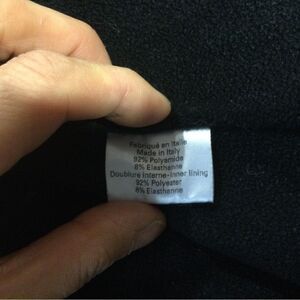 Fabriqué en Italie
Made in Italy
92% Polyamide
8% Elasthanne
Doublure interne-Inner lining
92% Polyester
8% Elasthanne